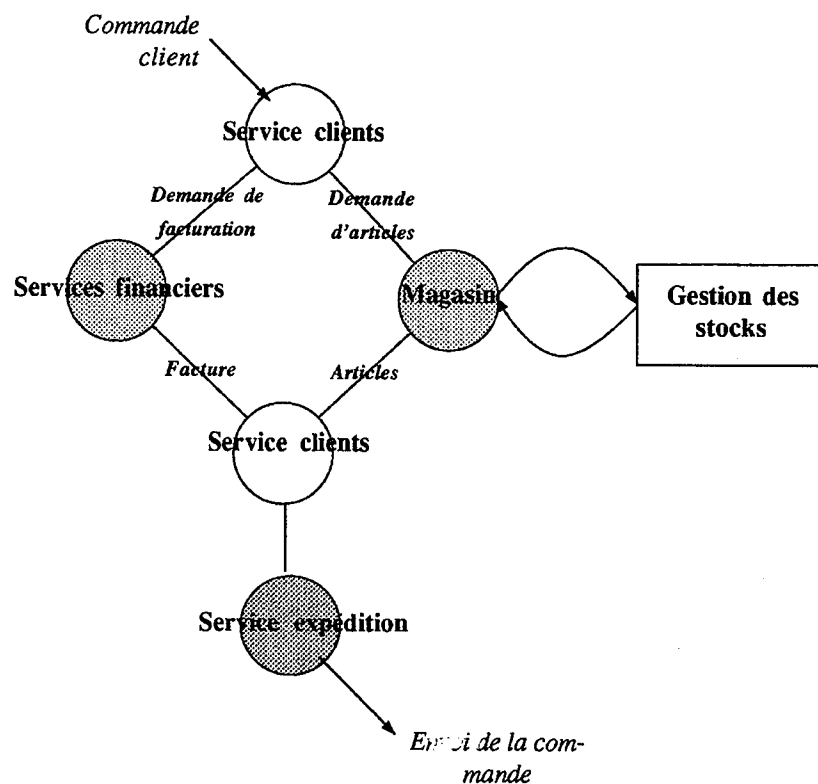 Commande
client
Service clients
Demande de
facturation
Demande
d'articles
Services financiers
Magasin
Gestion des
stocks
Facture
Articles
Service clients
Service expédition
de la com-
mande